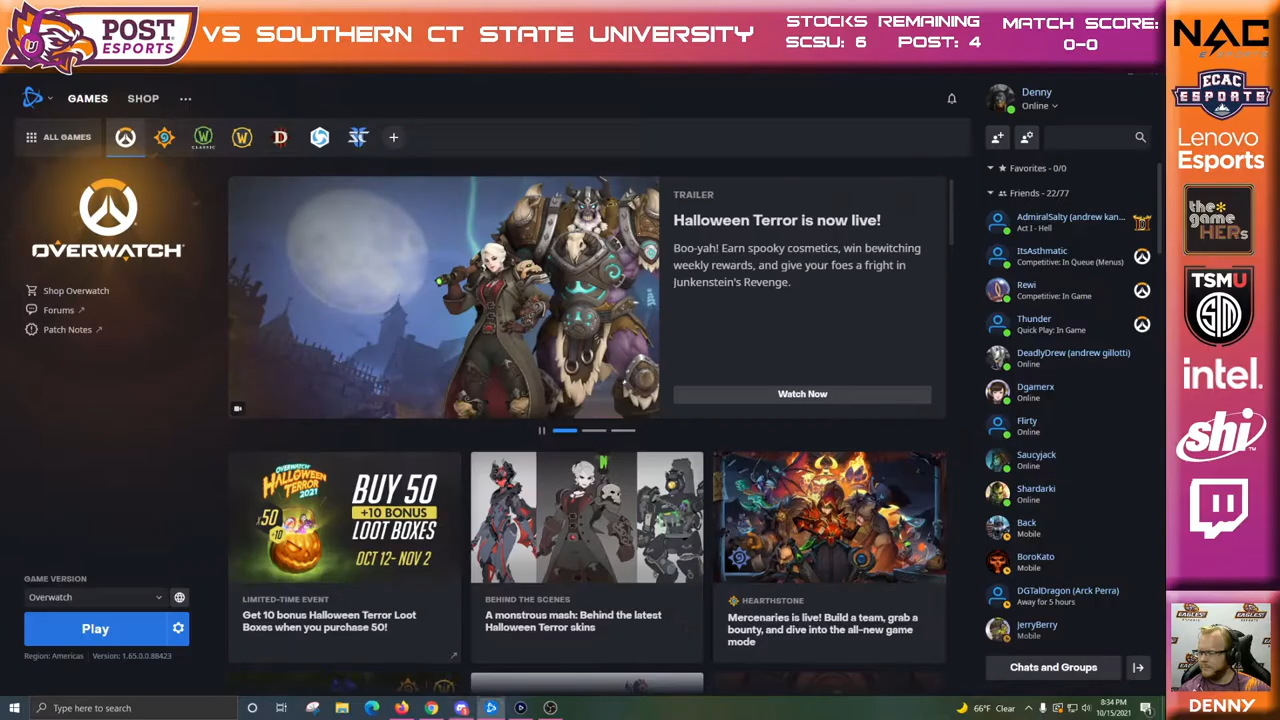 POST
ESPORTS
VS SOUTHERN CT STATE UNIVERSITY
STOCKS REMAINING
SCSU: 6 POST: 4
MATCH SCORE:
0-0
NAC
ESPORTS
ECAC
ESPORTS
Lenovo
Esports
the*
game
HERs
TSMU
TSM
intel.
shi
GAMES
SHOP
Denny
Online
ALL GAMES
CLASSIC
OVERWATCH
Shop Overwatch
Forums
Patch Notes
TRAILER
Halloween Terror is now live!
Boo-yah! Earn spooky cosmetics, win bewitching
weekly rewards, and give your foes a fright in
Junkenstein's Revenge.
Watch Now
Favorites - 0/0
Friends - 22/77
AdmiralSalty (andrew kan...
Act I - Hell
ItsAsthmatic
Competitive: In Queue (Menus)
Rewi
Competitive: In Game
Thunder
Quick Play: In Game
DeadlyDrew (andrew gillotti)
Online
Dgamerx
Online
Flirty
Online
Saucyjack
Online
Shardarki
Online
Back
Mobile
BoroKato
Mobile
DGTalDragon (Arck Perra)
Away for 5 hours
JerryBerry
Mobile
Chats and Groups
OVERWATCH
HALLOWEEN
TERROR
2021
x50
+10
BUY 50
+10 BONUS
LOOT BOXES
OCT 12- NOV 2
LIMITED-TIME EVENT
Get 10 bonus Halloween Terror Loot
Boxes when you purchase 50!
BEHIND THE SCENES
A monstrous mash: Behind the latest
Halloween Terror skins
HEARTHSTONE
Mercenaries is live! Build a team, grab a
bounty, and dive into the all-new game
mode
GAME VERSION
Overwatch
Play
Region: Americas Version: 1.65.0.0.88423
Type here to search
66°F Clear
8:34 PM
10/15/2021
DENNY